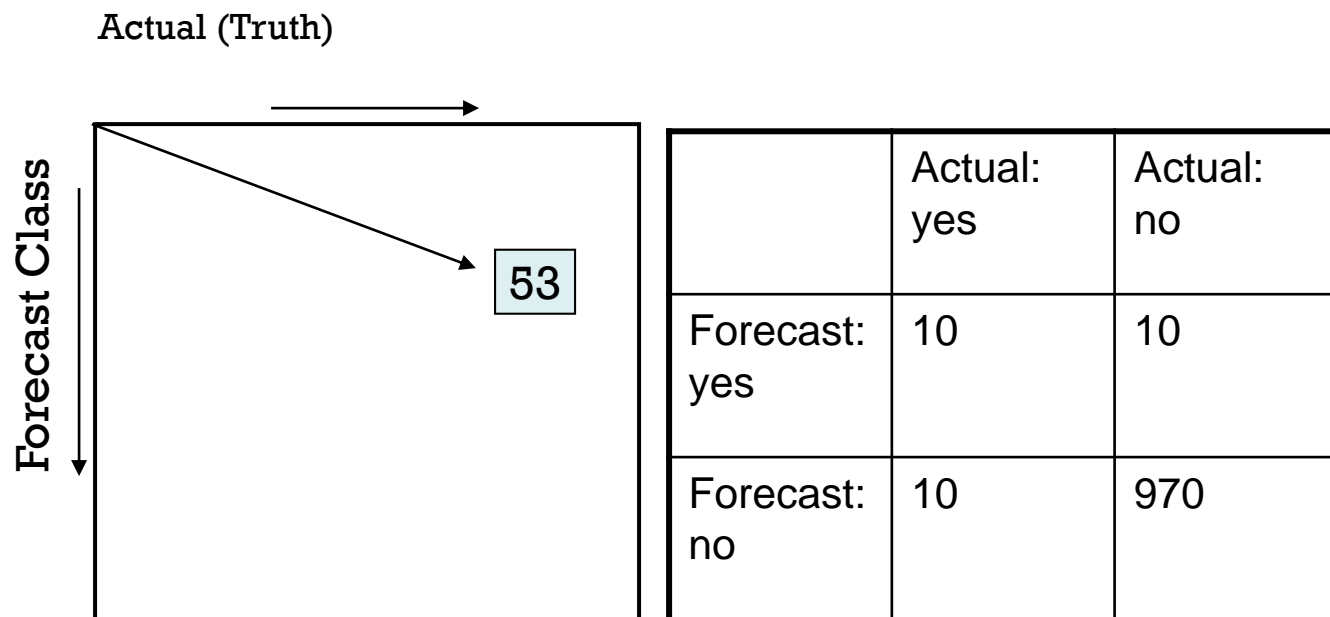 Actual (Truth)
Forecast Class
53
Actual:
yes
Actual:
no
Forecast:
yes
10
10
Forecast:
no
10
970